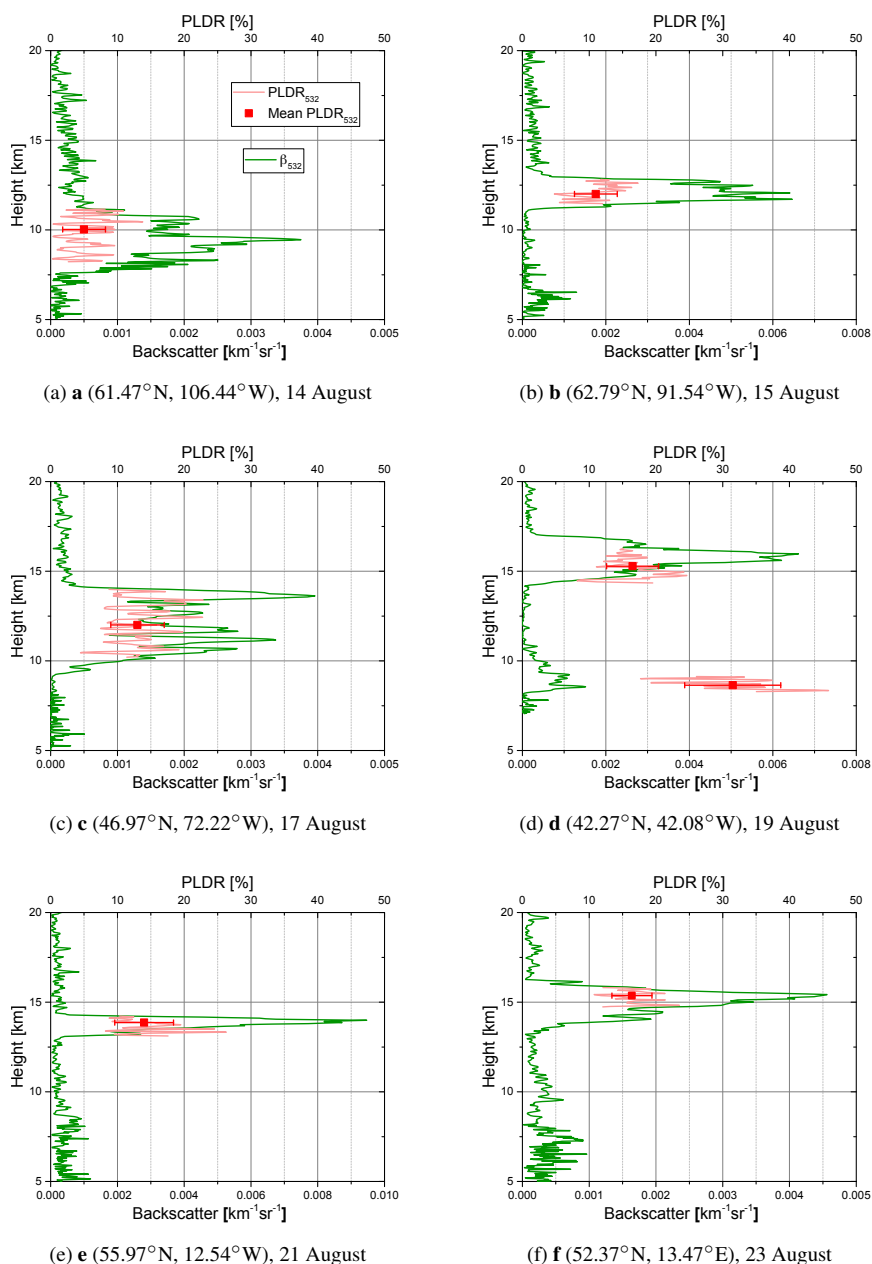 PLDR [%]
0 10 20 30 40 50
20
15
10
5
Height [km]
PLDR532
Mean PLDR532
β532
0.000 0.001 0.002 0.003 0.004 0.005
Backscatter [km-1sr-1]
(a) a (61.47°N, 106.44°W), 14 August
PLDR [%]
0 10 20 30 40 50
20
15
10
5
Height [km]
0.000 0.002 0.004 0.006 0.008
Backscatter [km-1sr-1]
(b) b (62.79°N, 91.54°W), 15 August
PLDR [%]
0 10 20 30 40 50
20
15
10
5
Height [km]
0.000 0.001 0.002 0.003 0.004 0.005
Backscatter [km-1sr-1]
(c) c (46.97°N, 72.22°W), 17 August
PLDR [%]
0 10 20 30 40 50
20
15
10
5
Height [km]
0.000 0.002 0.004 0.006 0.008
Backscatter [km-1sr-1]
(d) d (42.27°N, 42.08°W), 19 August
PLDR [%]
0 10 20 30 40 50
20
15
10
5
Height [km]
0.000 0.002 0.004 0.006 0.008 0.010
Backscatter [km-1sr-1]
(e) e (55.97°N, 12.54°W), 21 August
PLDR [%]
0 10 20 30 40 50
20
15
10
5
Height [km]
0.000 0.001 0.002 0.003 0.004 0.005
Backscatter [km-1sr-1]
(f) f (52.37°N, 13.47°E), 23 August